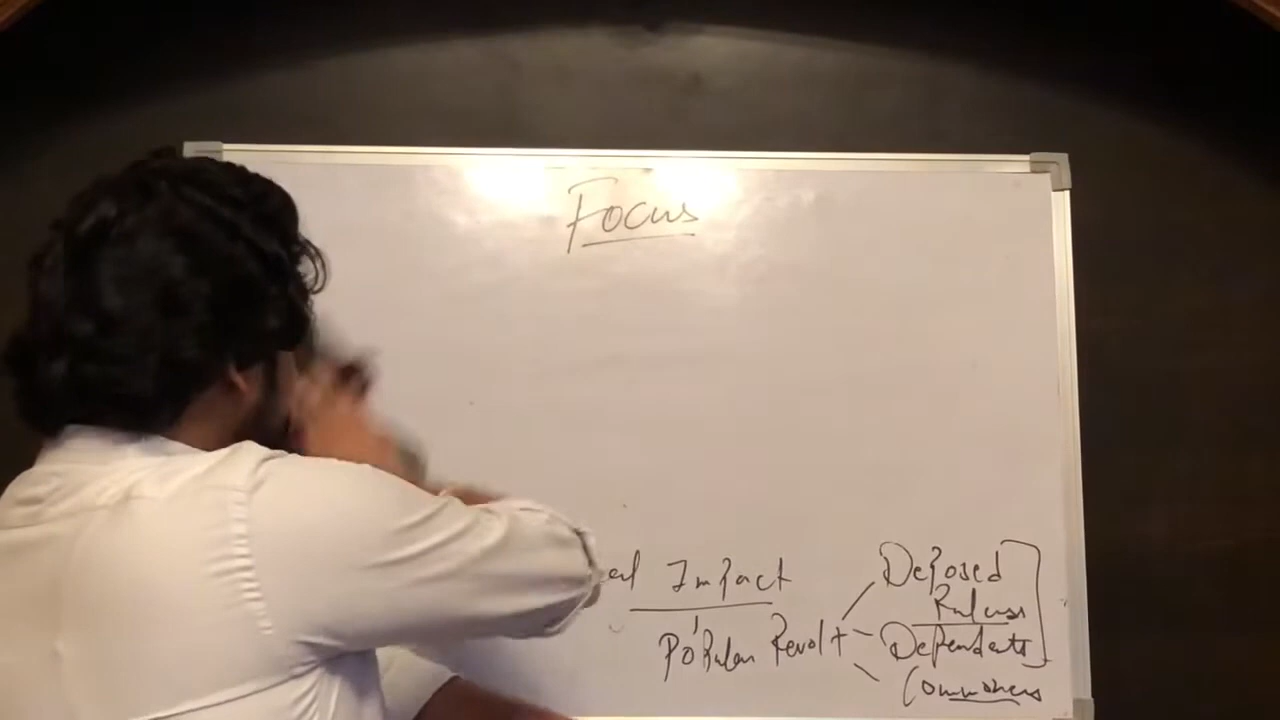 Focus
Impact
Popular Revolt
Deposed
Rulers
Dependents
Commoners